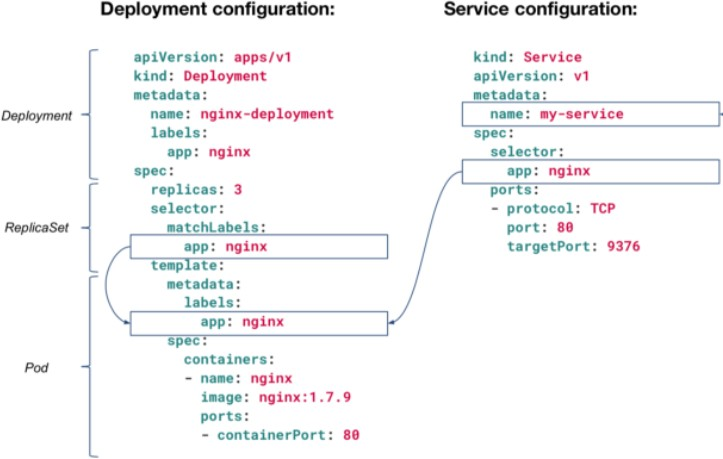 Deployment configuration:
Deployment
apiVersion: apps/v1
kind: Deployment
metadata:
name: nginx-deployment
labels:
app: nginx
spec:
ReplicaSet
replicas: 3
selector:
matchLabels:
app: nginx
Pod
template:
metadata:
labels:
app: nginx
spec:
containers:
- name: nginx
image: nginx:1.7.9
ports:
- containerPort: 80
Service configuration:
kind: Service
apiVersion: v1
metadata:
name: my-service
spec:
selector:
app: nginx
ports:
- protocol: TCP
port: 80
targetPort: 9376